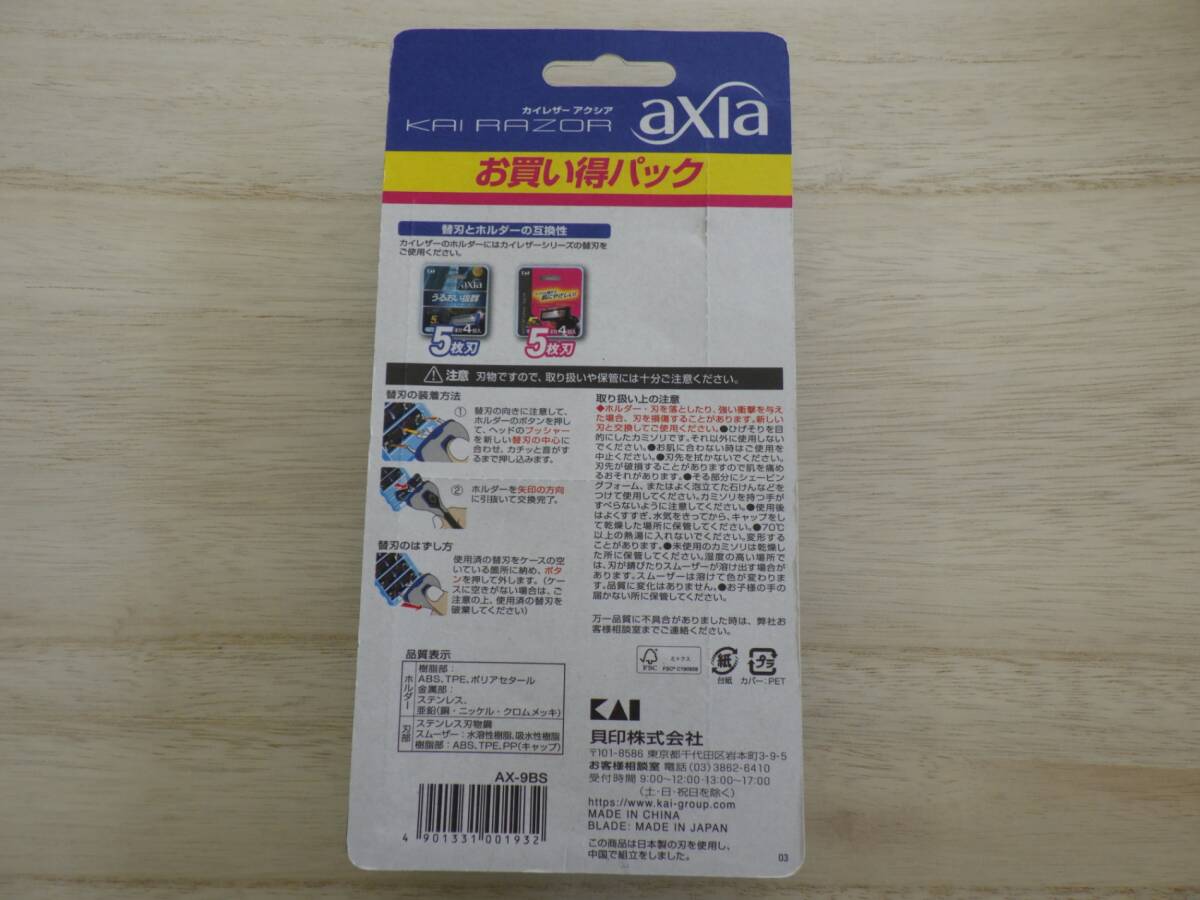 カイレザー アクシア
KAI RAZOR axia
お買い得パック
替刃とホルダーの互換性
カイレザーのホルダーにはカイレザーシリーズの替刃を
ご使用ください。
KAI
axia
うるおい抜群
4個入
5枚刃
KAI
肌にやさしい!
4個入
5枚刃
注意 刃物ですので、取り扱いや保管には十分ご注意ください。
替刃の装着方法
① 替刃の向きに注意して、
ホルダーのボタンを押し
て、ヘッドのプッシャー
を新しい替刃の中心に
合わせ、カチッと音がす
るまで押し込みます。
② ホルダーを矢印の方向
に引抜いて交換完了。
替刃のはずし方
使用済の替刃をケースの空
いている箇所に納め、ボタ
ンを押して外します。(ケー
スに空きがない場合は、ご
注意の上、使用済の替刃を
破棄してください)
取り扱い上の注意
◆ホルダー・刃を落としたり、強い衝撃を与え
た場合、刃を損傷することがあります。新しい
刃と交換してご使用ください。●ひげそりを目
的にしたカミソリです。それ以外に使用しない
でください。●お肌に合わない時はご使用を
中止ください。●刃先を拭かないでください。
刃先が破損することがありますので肌を痛め
るおそれがあります。●そる部分にシェービン
グフォーム、またはよく泡立てた石けんなどを
つけて使用してください。カミソリを持つ手が
すべらないように注意してください。●使用後
はよくすすぎ、水気をきってから、キャップをし
て乾燥した場所に保管してください。●70℃
以上の熱湯に入れないでください。変形する
ことがあります。●未使用のカミソリは乾燥し
た所に保管してください。湿度の高い場所で
は、刃が錆びたりスムーザーが溶け出す場合が
あります。スムーザーは溶けて色が変わりま
す。品質に変化はありません。●お子様の手の
届かない所に保管してください。
万一品質に不具合がありました時は、弊社お
客様相談室までご連絡ください。
品質表示
ホルダー
樹脂部:
ABS、TPE、ポリアセタール
金属部:
ステンレス、
亜鉛(銅・ニッケル・クロムメッキ)
刃部
ステンレス刃物鋼
スムーザー:水溶性樹脂、吸水性樹脂
樹脂部:ABS、TPE、PP(キャップ)
FSC
ミックス
FSC® C190698
紙
台紙
プラ
カバー:PET
KAI
貝印株式会社
〒101-8586 東京都千代田区岩本町3-9-5
お客様相談室 電話(03)3862-6410
受付時間 9:00~12:00・13:00~17:00
(土・日・祝日を除く)
https://www.kai-group.com
MADE IN CHINA
BLADE: MADE IN JAPAN
この商品は日本製の刃を使用し、
中国で組立をしました。
03
AX-9BS
4 901331 001932